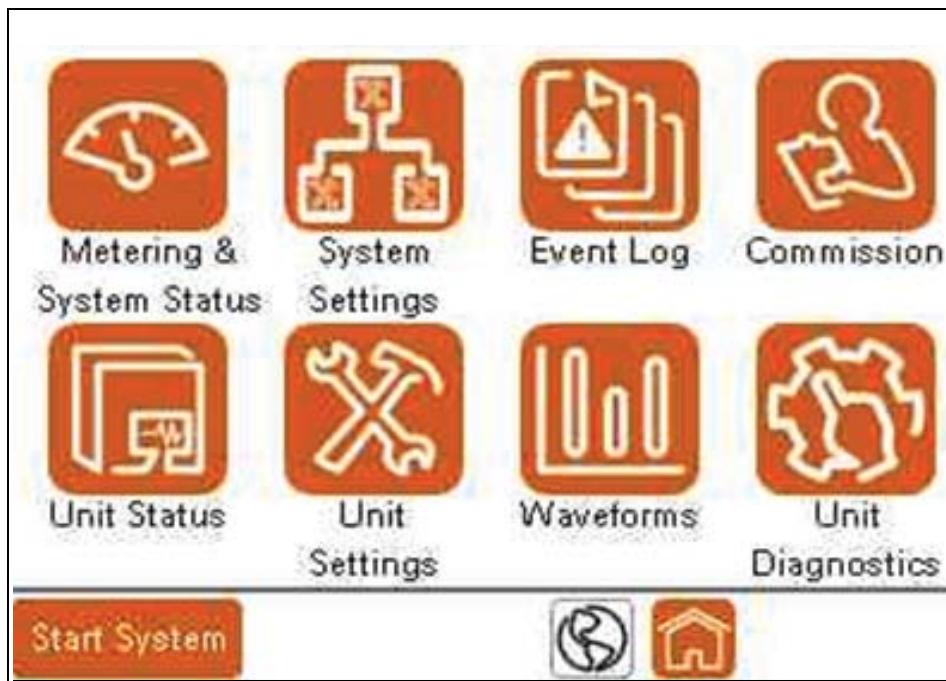 Metering &
System Status
System
Settings
Event Log
Commission
Unit Status
Unit
Settings
Waveforms
Unit
Diagnostics
Start System